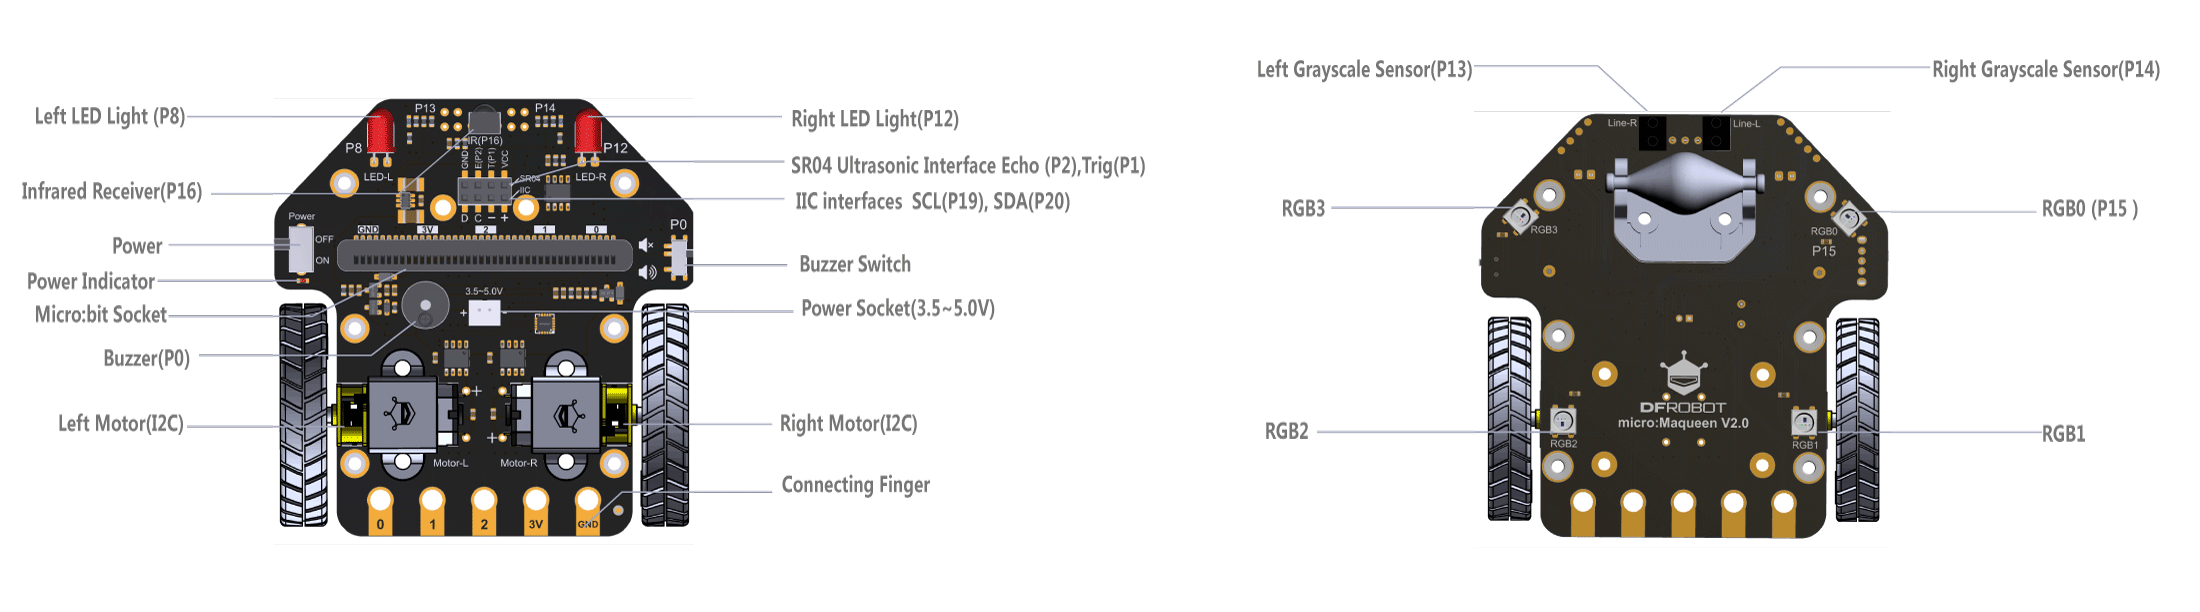 Left LED Light (P8)
Infrared Receiver(P16)
Power
Power Indicator
Micro:bit Socket
Buzzer(P0)
Left Motor(I2C)
P13
P14
P8
LED-L
IR(P16)
P12
LED-R
GND
E(P2)
T(P1)
VCC
SR04
IIC
D C − +
Power
OFF
ON
GND 3V 2 1 0
P0
3.5~5.0V
+
+
+
Motor-L
Motor-R
0 1 2 3V GND
Right LED Light(P12)
SR04 Ultrasonic Interface Echo (P2),Trig(P1)
IIC interfaces SCL(P19), SDA(P20)
Buzzer Switch
Power Socket(3.5~5.0V)
Right Motor(I2C)
Connecting Finger
Left Grayscale Sensor(P13)
Right Grayscale Sensor(P14)
Line-R
Line-L
RGB3
RGB3
RGB0
P15
RGB0 (P15 )
RGB2
RGB2
DFROBOT
micro:Maqueen V2.0
RGB1
RGB1